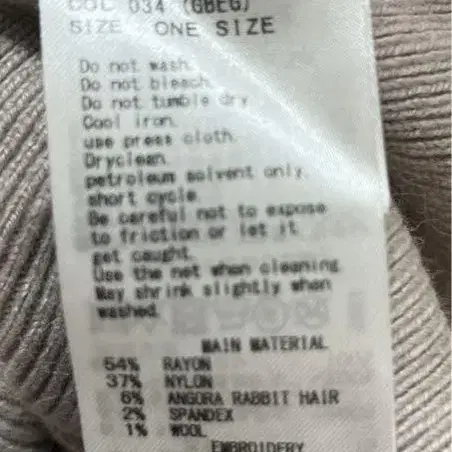 COL 034 (GBEG)
SIZE ONE SIZE
Do not wash.
Do not bleach.
Do not tumble dry
Cool iron.
use press cloth.
Dryclean.
petroleum solvent only.
short cycle.
Be careful not to expose
to friction or let it
get caught.
Use the net when cleaning
May shrink slightly when
washed.
MAIN MATERIAL
54% RAYON
37% NYLON
6% ANGORA RABBIT HAIR
2% SPANDEX
1% WOOL
EMBROIDERY